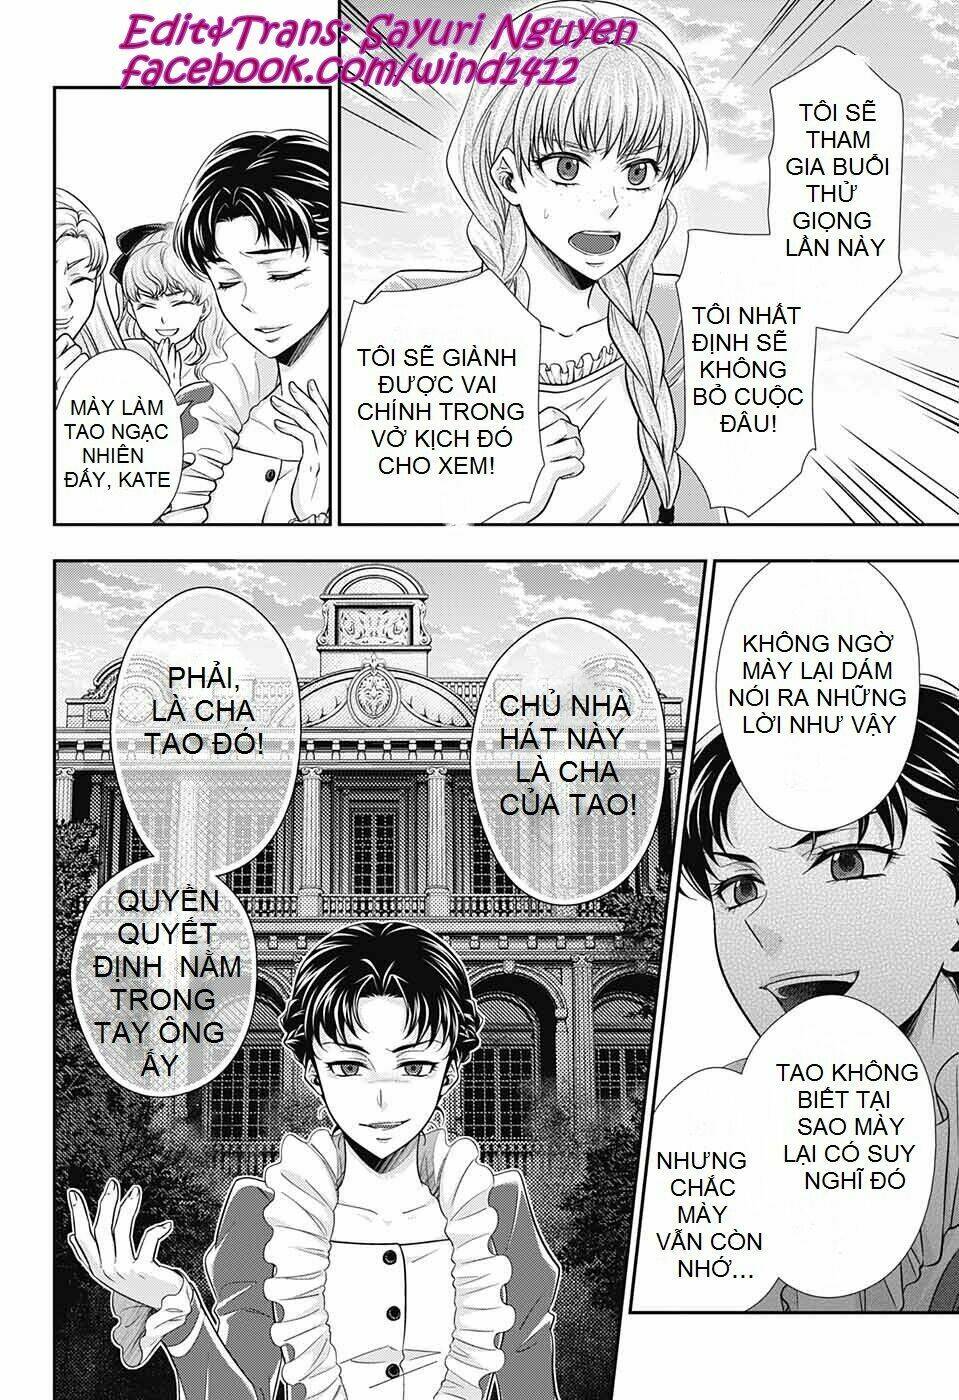 Edit&Trans: Sayuri Nguyen
facebook.com/wind1412
TÔI SẼ
THAM
GIA BUỔI
THỬ
GIỌNG
LẦN NÀY
TÔI NHẤT
ĐỊNH SẼ
KHÔNG
BỎ CUỘC
ĐÂU!
TÔI SẼ GIÀNH
ĐƯỢC VAI
CHÍNH TRONG
VỞ KỊCH ĐÓ
CHO XEM!
MÀY LÀM
TAO NGẠC
NHIÊN
ĐẤY, KATE
KHÔNG NGỜ
MÀY LẠI DÁM
NÓI RA NHỮNG
LỜI NHƯ VẬY
TAO KHÔNG
BIẾT TẠI
SAO MÀY
LẠI CÓ SUY
NGHĨ ĐÓ
NHƯNG
CHẮC
MÀY
VẪN CÒN
NHỚ...
CHỦ NHÀ
HÁT NÀY
LÀ CHA
CỦA TAO!
PHẢI,
LÀ CHA
TAO ĐÓ!
QUYỀN
QUYẾT
ĐỊNH NẰM
TRONG
TAY ÔNG
ẤY